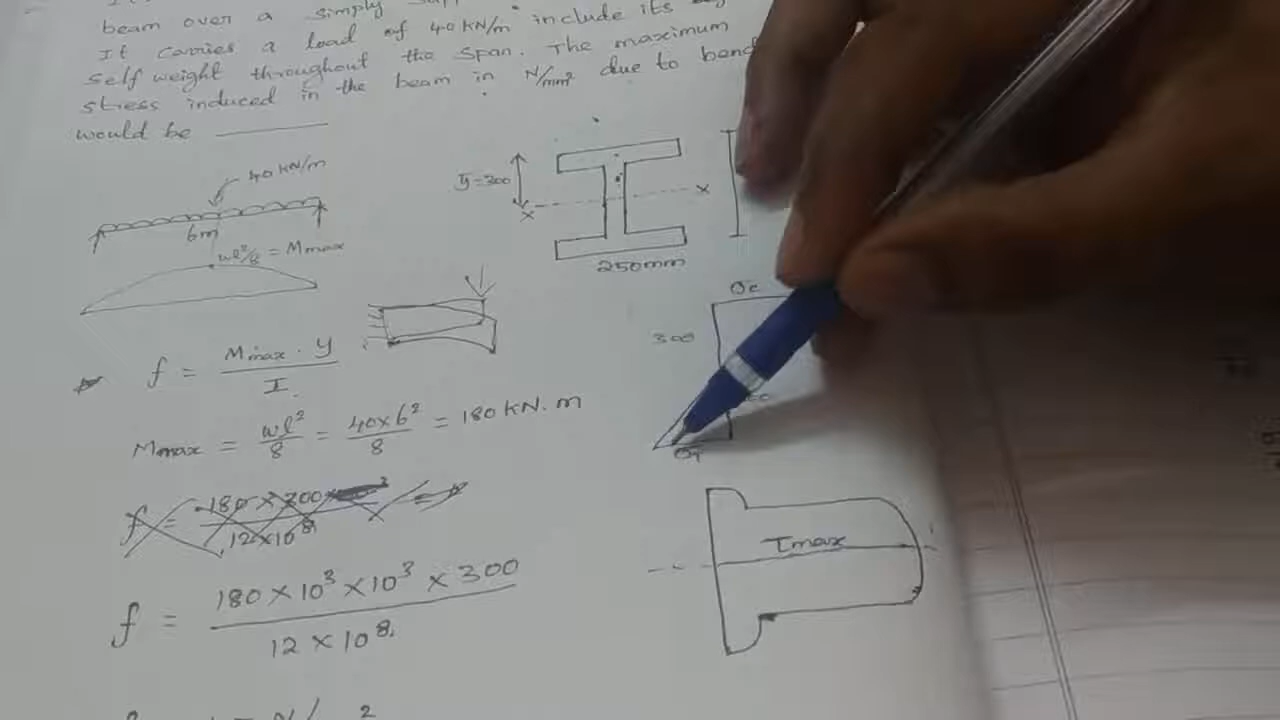 beam over a simply
It carries a load of 40 kN/m include its
self weight throughout the span. The maximum
stress induced in the beam in N/mm² due to bend
would be ______
40 kN/m
6m
wl²/8 = Mmax
ȳ=300
x
x
250mm
σc
300
σT
f = Mmax . y / I.
Mmax = wl²/8 = 40×6²/8 = 180 kN.m
f = 180 × 10³ × 10³ × 300 / 12 × 10⁸.
τmax